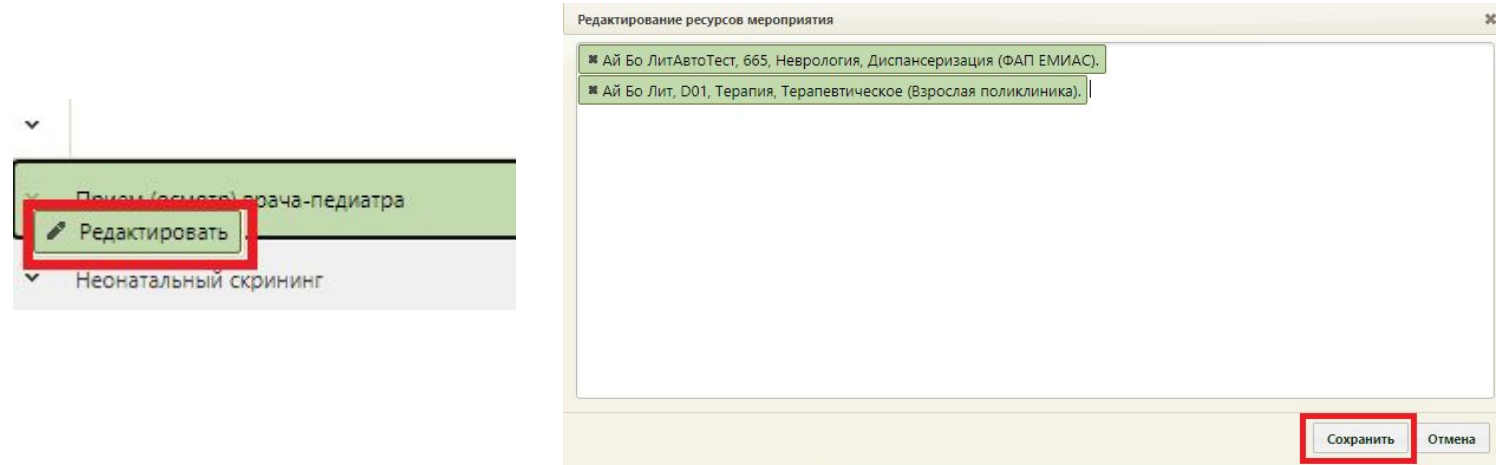 Прием (осмотр) врача-педиатра
Редактировать
Неонатальный скрининг
Редактирование ресурсов мероприятия
Ай Бо ЛитАвтоТест, 665, Неврология, Диспансеризация (ФАП ЕМИАС).
Ай Бо Лит, D01, Терапия, Терапевтическое (Взрослая поликлиника).
Сохранить Отмена